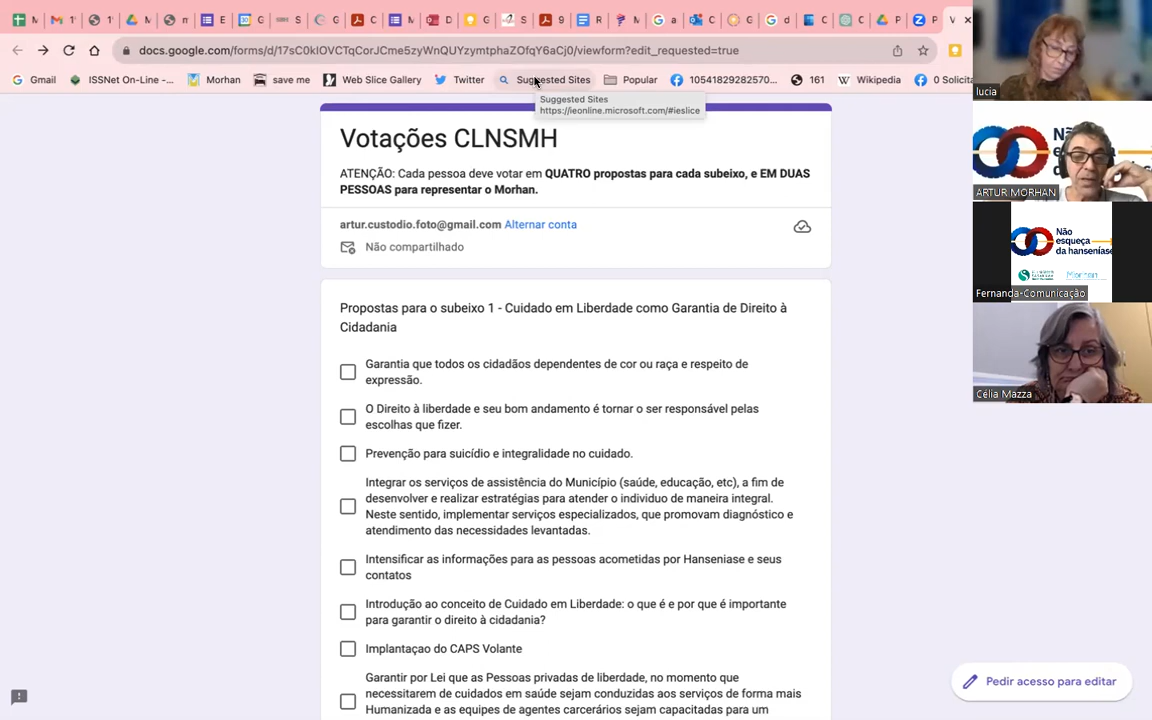 docs.google.com/forms/d/17sC0kIOVCTqCorJCme5zyWnQUYzymtphaZOfqY6aCj0/viewform?edit_requested=true
Gmail ISSNet On-Line -... Morhan save me Web Slice Gallery Twitter Suggested Sites Popular 10541829282570... 161 Wikipedia 0 Solicita
Suggested Sites
https://ieonline.microsoft.com/#ieslice
Votações CLNSMH
ATENÇÃO: Cada pessoa deve votar em QUATRO propostas para cada subeixo, e EM DUAS
PESSOAS para representar o Morhan.
artur.custodio.foto@gmail.com Alternar conta
Não compartilhado
Propostas para o subeixo 1 - Cuidado em Liberdade como Garantia de Direito à
Cidadania
Garantia que todos os cidadãos dependentes de cor ou raça e respeito de
expressão.
O Direito à liberdade e seu bom andamento é tornar o ser responsável pelas
escolhas que fizer.
Prevenção para suicídio e integralidade no cuidado.
Integrar os serviços de assistência do Município (saúde, educação, etc), a fim de
desenvolver e realizar estratégias para atender o individuo de maneira integral.
Neste sentido, implementar serviços especializados, que promovam diagnóstico e
atendimento das necessidades levantadas.
Intensificar as informações para as pessoas acometidas por Hanseniase e seus
contatos
Introdução ao conceito de Cuidado em Liberdade: o que é e por que é importante
para garantir o direito à cidadania?
Implantaçao do CAPS Volante
Garantir por Lei que as Pessoas privadas de liberdade, no momento que
necessitarem de cuidados em saúde sejam conduzidas aos serviços de forma mais
Humanizada e as equipes de agentes carcerários sejam capacitadas para um
Pedir acesso para editar
lucia
ARTUR MORHAN
Não
esqueça
da hanseníase
Morhan
Fernanda-Comunicação
Célia Mazza